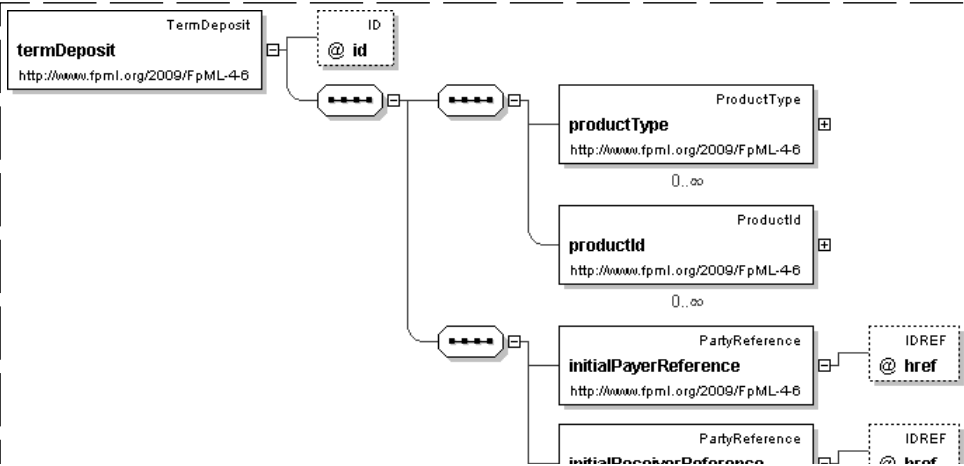 TermDeposit
termDeposit
http://www.fpml.org/2009/FpML-4-6
ID
@ id
ProductType
productType
http://www.fpml.org/2009/FpML-4-6
0..∞
ProductId
productId
http://www.fpml.org/2009/FpML-4-6
0..∞
PartyReference
initialPayerReference
http://www.fpml.org/2009/FpML-4-6
IDREF
@ href
PartyReference
initialReceiverReference
IDREF
@ href